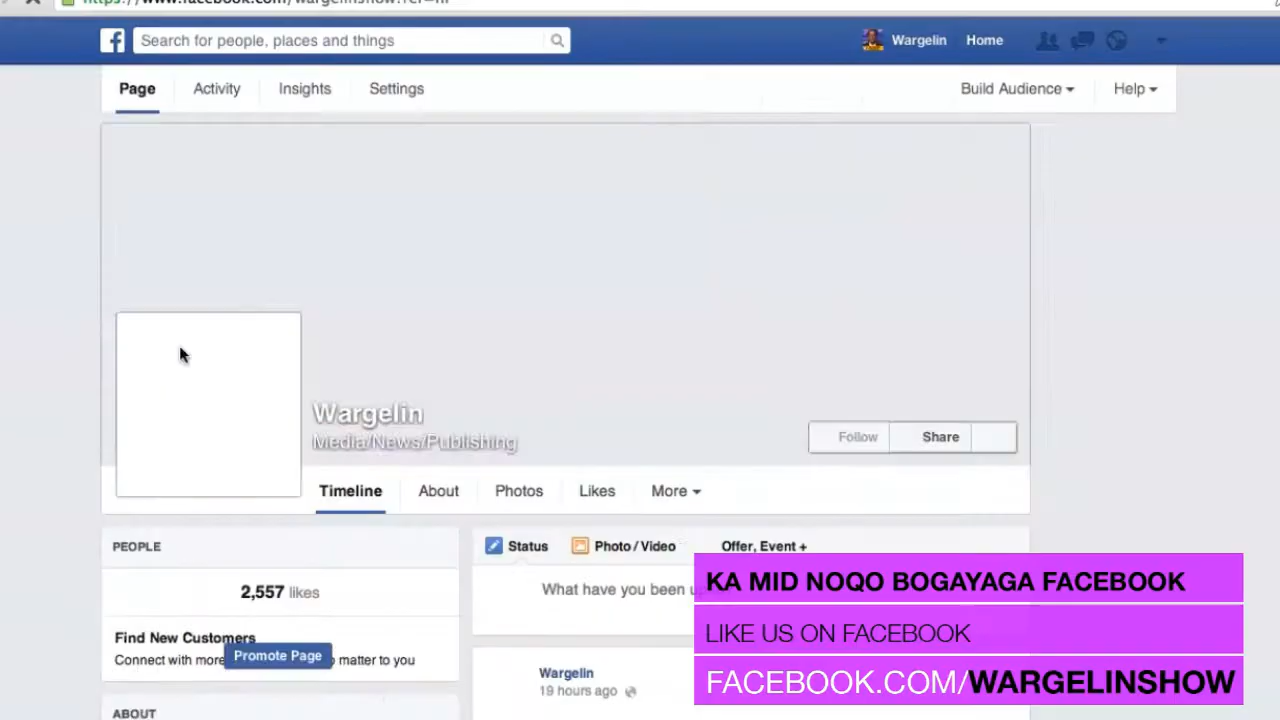 Search for people, places and things
Wargelin Home
Page Activity Insights Settings Build Audience Help
Wargelin
Media/News/Publishing
Follow Share
Timeline About Photos Likes More
PEOPLE
2,557 likes
Find New Customers
Connect with more
matter to you
Promote Page
ABOUT
Status Photo / Video Offer, Event +
What have you been
Wargelin
19 hours ago
KA MID NOQO BOGAYAGA FACEBOOK
LIKE US ON FACEBOOK
FACEBOOK.COM/WARGELINSHOW